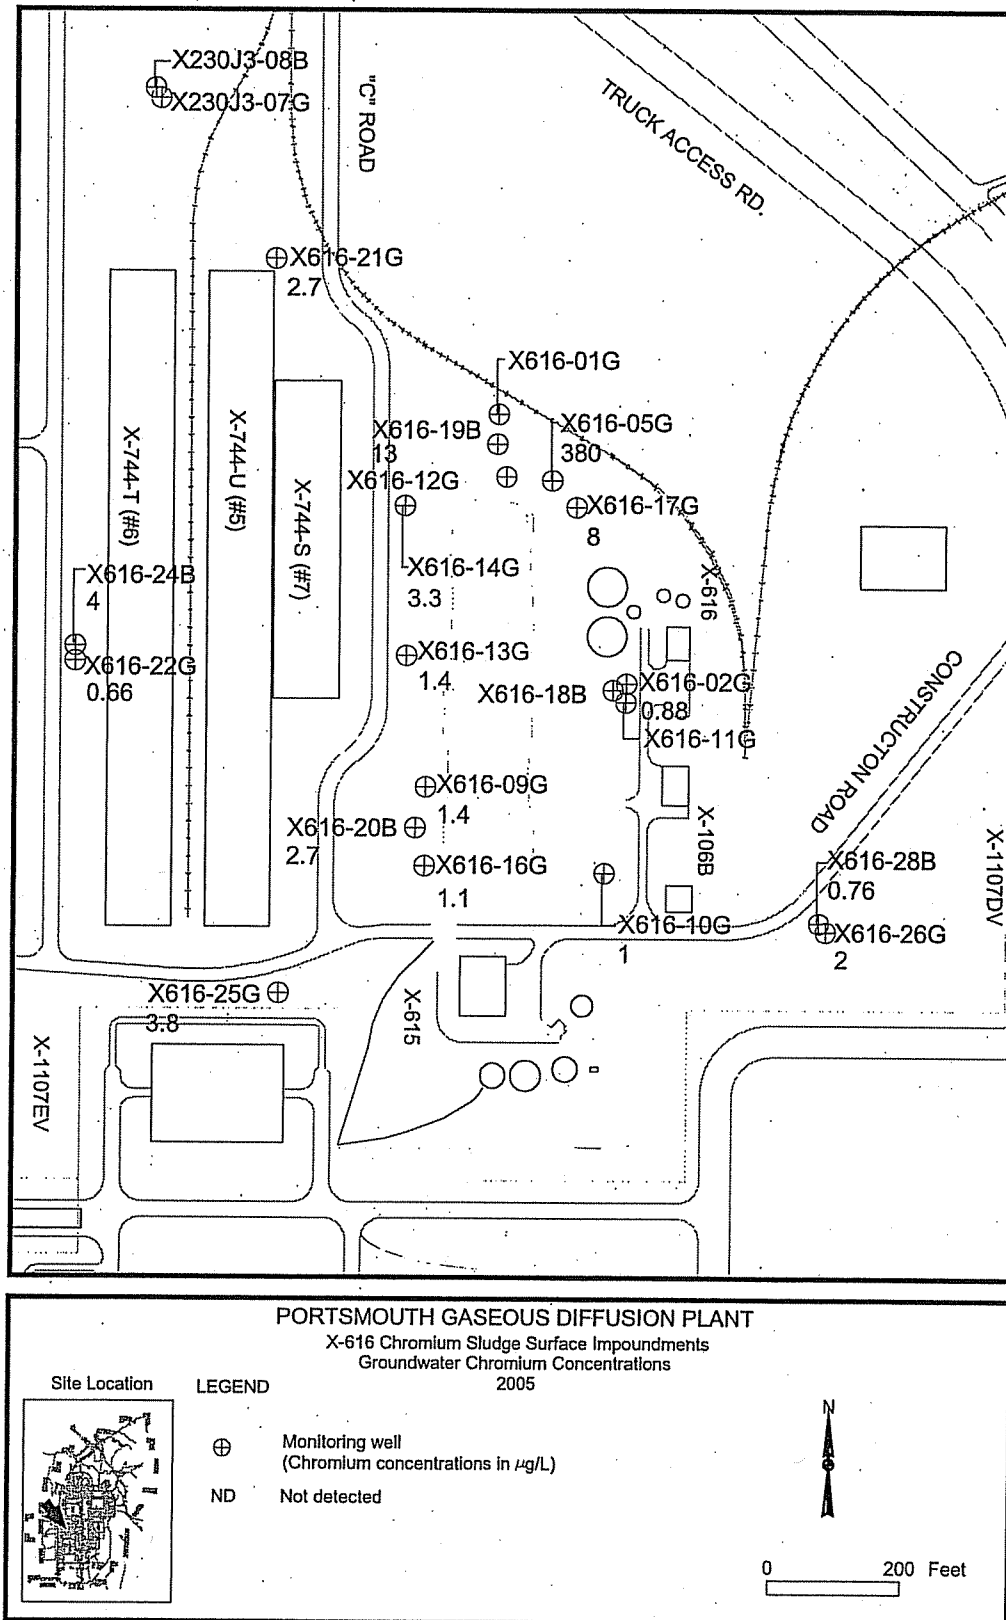 X230J3-08B
X230J3-07G
"C" ROAD
TRUCK ACCESS RD.
X616-21G
2.7
X616-01G
X616-19B
13
X616-05G
380
X616-12G
X616-17G
8
X-744-T (#6)
X-744-U (#5)
X-744-S (#7)
X616-24B
4
X616-14G
3.3
X-616
X616-22G
0.66
X616-13G
1.4
X616-18B
X616-02G
0.88
X616-11G
CONSTRUCTON ROAD
X616-09G
1.4
X616-20B
2.7
X616-16G
1.1
X-106B
X616-28B
0.76
X-1107DV
X616-10G
1
X616-26G
2
X616-25G
3.8
X-615
X-1107EV
PORTSMOUTH GASEOUS DIFFUSION PLANT
X-616 Chromium Sludge Surface Impoundments
Groundwater Chromium Concentrations
2005
Site Location
LEGEND
Monitoring well
(Chromium concentrations in µg/L)
ND Not detected
N
0 200 Feet